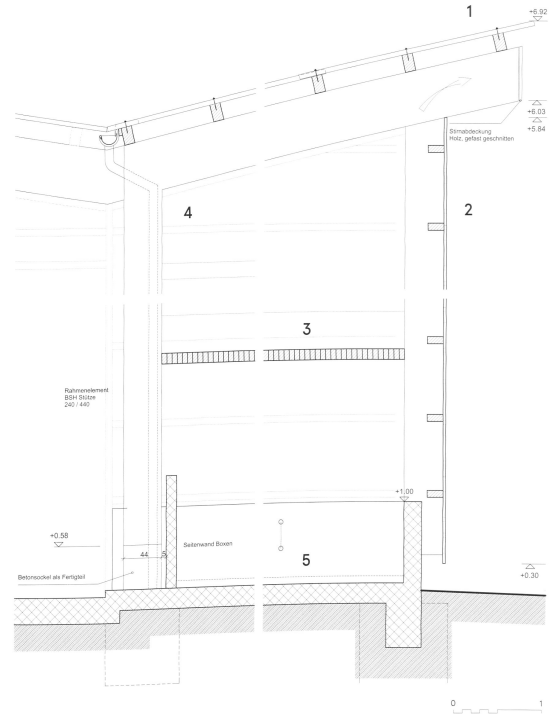 1
+6.92
+6.03
+5.84
Stirnabdeckung
Holz, gefast geschnitten
4
2
3
Rahmenelement
BSH Stütze
240 / 440
+1.00
+0.58
44
5
Seitenwand Boxen
5
Betonsockel als Fertigteil
+0.30
0
1